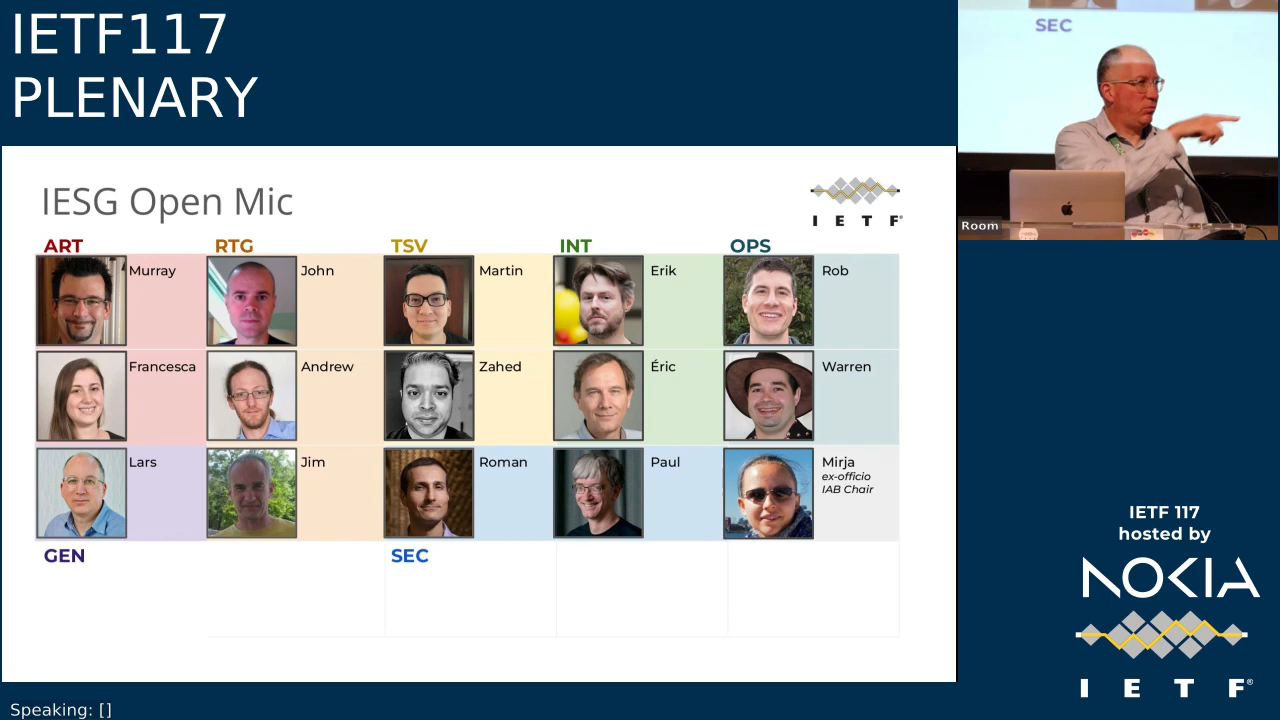 IETF117
PLENARY
SEC
Room
IESG Open Mic
I E T F®
ART
RTG
TSV
INT
OPS
Murray
John
Martin
Erik
Rob
Francesca
Andrew
Zahed
Éric
Warren
Lars
Jim
Roman
Paul
Mirja
ex-officio
IAB Chair
GEN
SEC
IETF 117
hosted by
NOKIA
I E T F®
Speaking: []